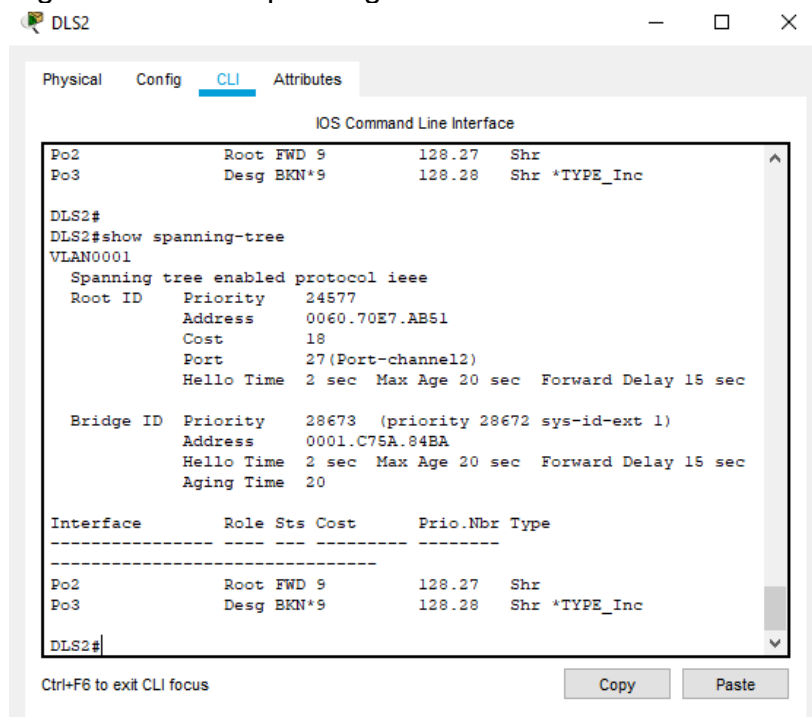 DLS2
Physical Config CLI Attributes
IOS Command Line Interface
Po2 Root FWD 9 128.27 Shr
Po3 Desg BKN*9 128.28 Shr *TYPE_Inc
DLS2#
DLS2#show spanning-tree
VLAN0001
Spanning tree enabled protocol ieee
Root ID Priority 24577
Address 0060.70E7.AB51
Cost 18
Port 27(Port-channel2)
Hello Time 2 sec Max Age 20 sec Forward Delay 15 sec
Bridge ID Priority 28673 (priority 28672 sys-id-ext 1)
Address 0001.C75A.84BA
Hello Time 2 sec Max Age 20 sec Forward Delay 15 sec
Aging Time 20
Interface Role Sts Cost Prio.Nbr Type
---------------- ---- --- --------- --------
--------------------------------
Po2 Root FWD 9 128.27 Shr
Po3 Desg BKN*9 128.28 Shr *TYPE_Inc
DLS2#
Ctrl+F6 to exit CLI focus Copy Paste